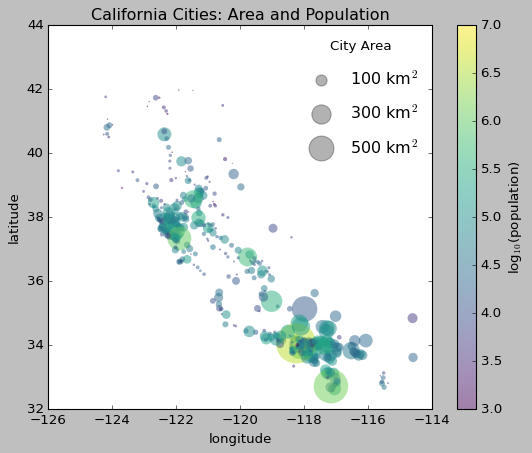 California Cities: Area and Population
44
42
40
38
36
34
32
latitude
−126
−124
−122
−120
−118
−116
−114
longitude
City Area
100 km²
300 km²
500 km²
7.0
6.5
6.0
5.5
5.0
4.5
4.0
3.5
3.0
log₁₀(population)